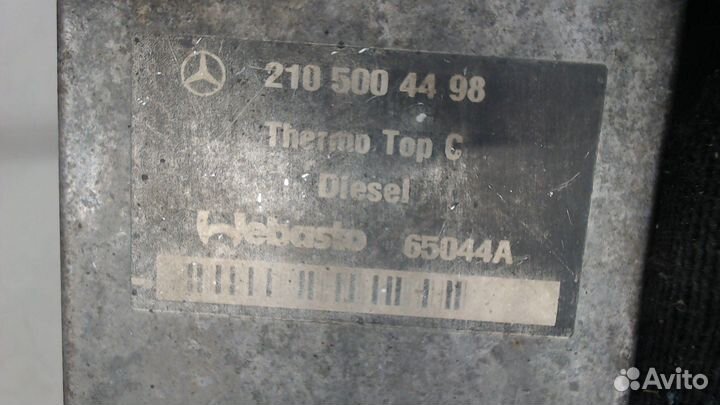 210 500 44 98
Thermo Top C
Diesel
Webasto 65044A
Avito